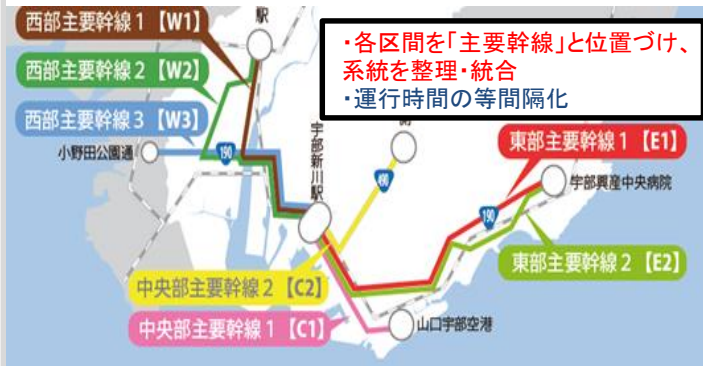 西部主要幹線1【W1】
駅
・各区間を「主要幹線」と位置づけ、
系統を整理・統合
・運行時間の等間隔化
西部主要幹線2【W2】
西部主要幹線3【W3】
小野田公園通
190
宇部新川駅
490
東部主要幹線1【E1】
宇部興産中央病院
190
東部主要幹線2【E2】
中央部主要幹線2【C2】
中央部主要幹線1【C1】
山口宇部空港